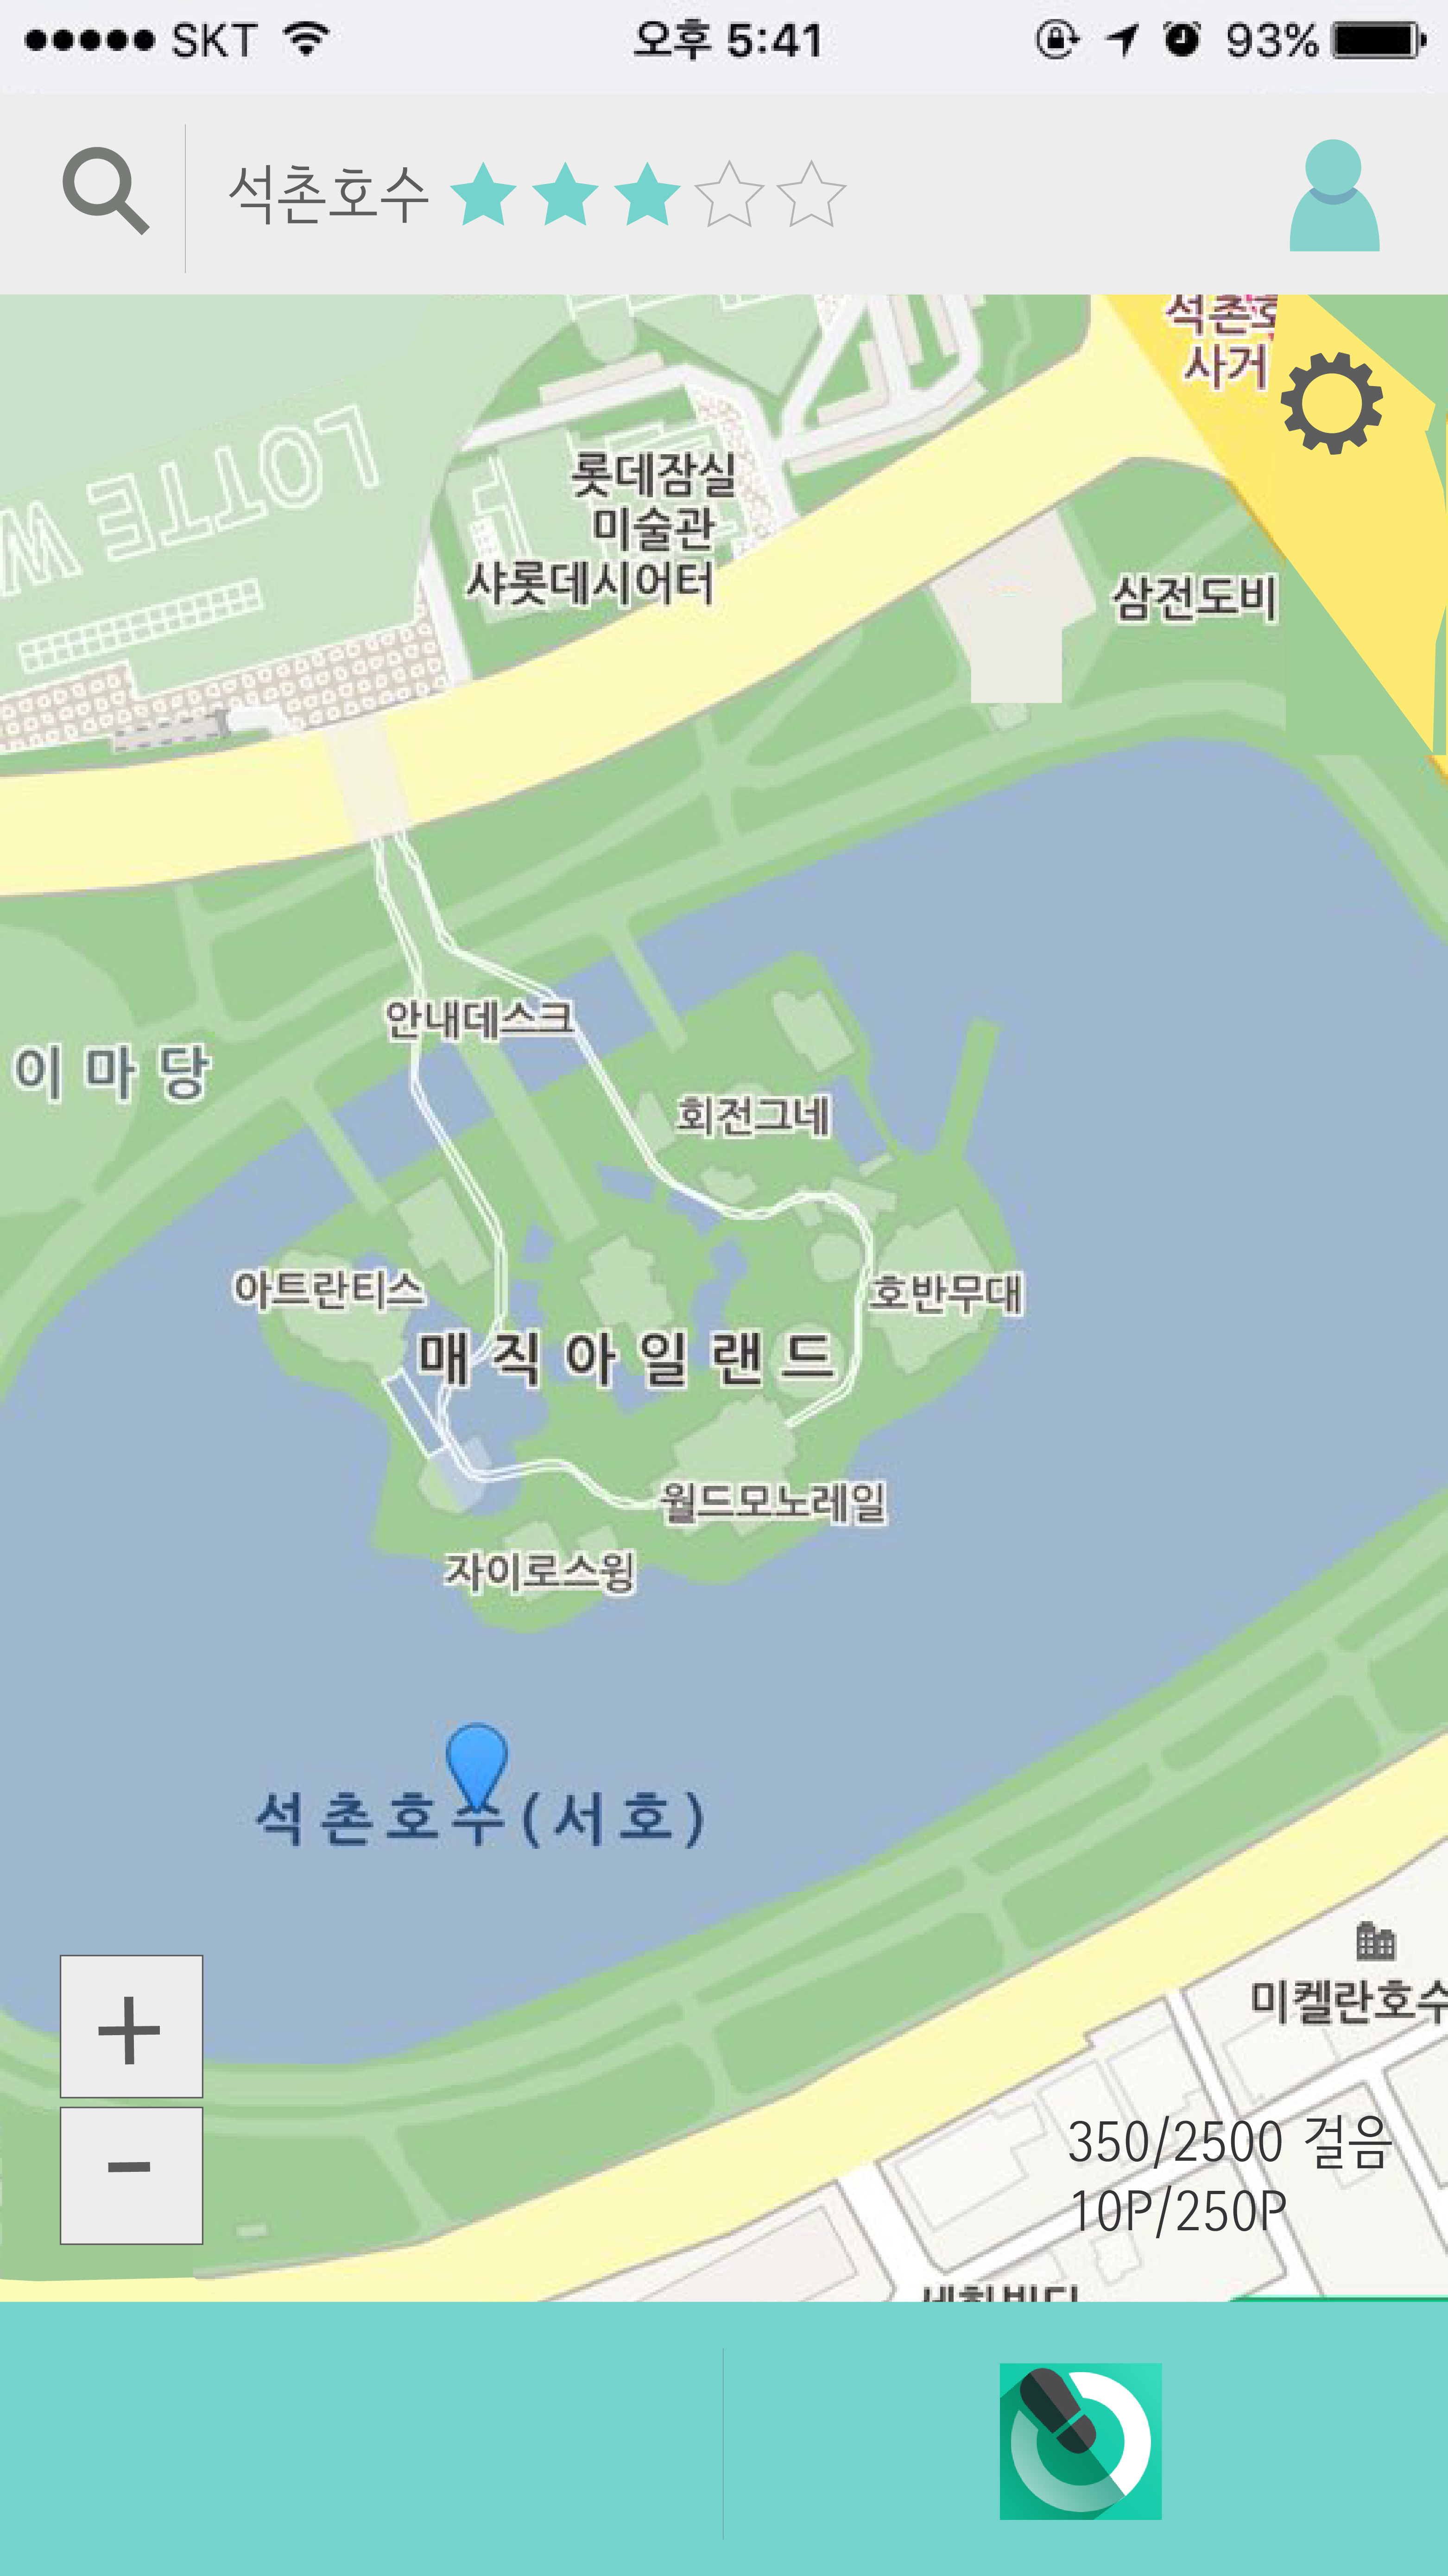 SKT 오후 5:41 93%
석촌호수
사거
LOTTE W
롯데잠실
미술관
샤롯데시어터
삼전도비
안내데스크
이마당
회전그네
아트란티스
호반무대
매직아일랜드
월드모노레일
자이로스윙
석촌호수(서호)
+
미켈란호수
-
350/2500 걸음
10P/250P